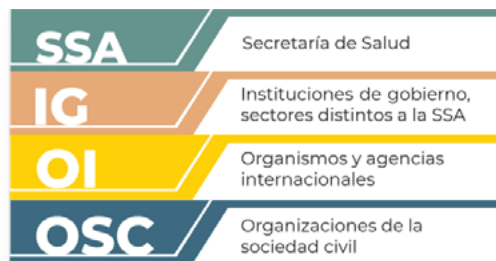 SSA
Secretaría de Salud
IG
Instituciones de gobierno,
sectores distintos a la SSA
OI
Organismos y agencias
internacionales
OSC
Organizaciones de la
sociedad civil